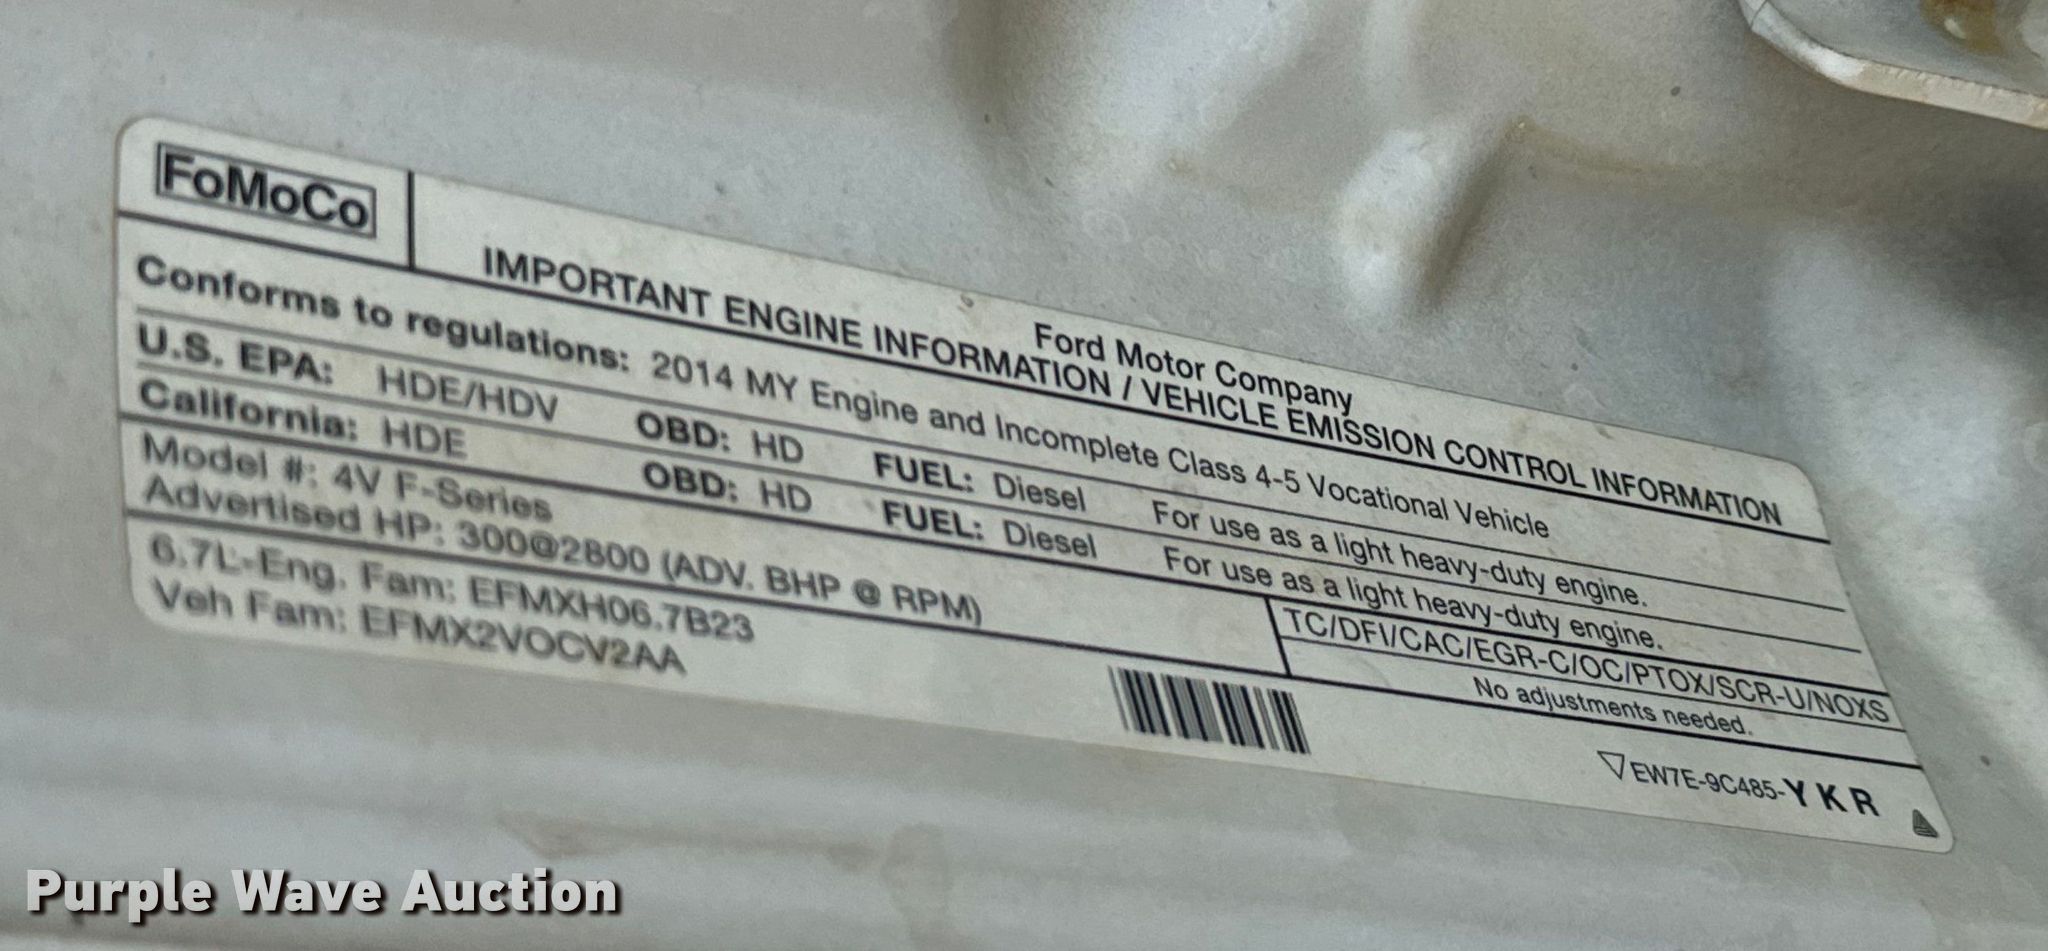 FoMoCo
Ford Motor Company
IMPORTANT ENGINE INFORMATION / VEHICLE EMISSION CONTROL INFORMATION
Conforms to regulations: 2014 MY Engine and Incomplete Class 4-5 Vocational Vehicle
U.S. EPA: HDE/HDV OBD: HD FUEL: Diesel For use as a light heavy-duty engine.
California: HDE OBD: HD FUEL: Diesel For use as a light heavy-duty engine.
Model #: 4V F-Series
Advertised HP: 300@2800 (ADV. BHP @ RPM)
TC/DFI/CAC/EGR-C/OC/PTOX/SCR-U/NOXS
No adjustments needed.
6.7L-Eng. Fam: EFMXH06.7B23
Veh Fam: EFMX2VOCV2AA
EW7E-9C485-YKR
Purple Wave Auction